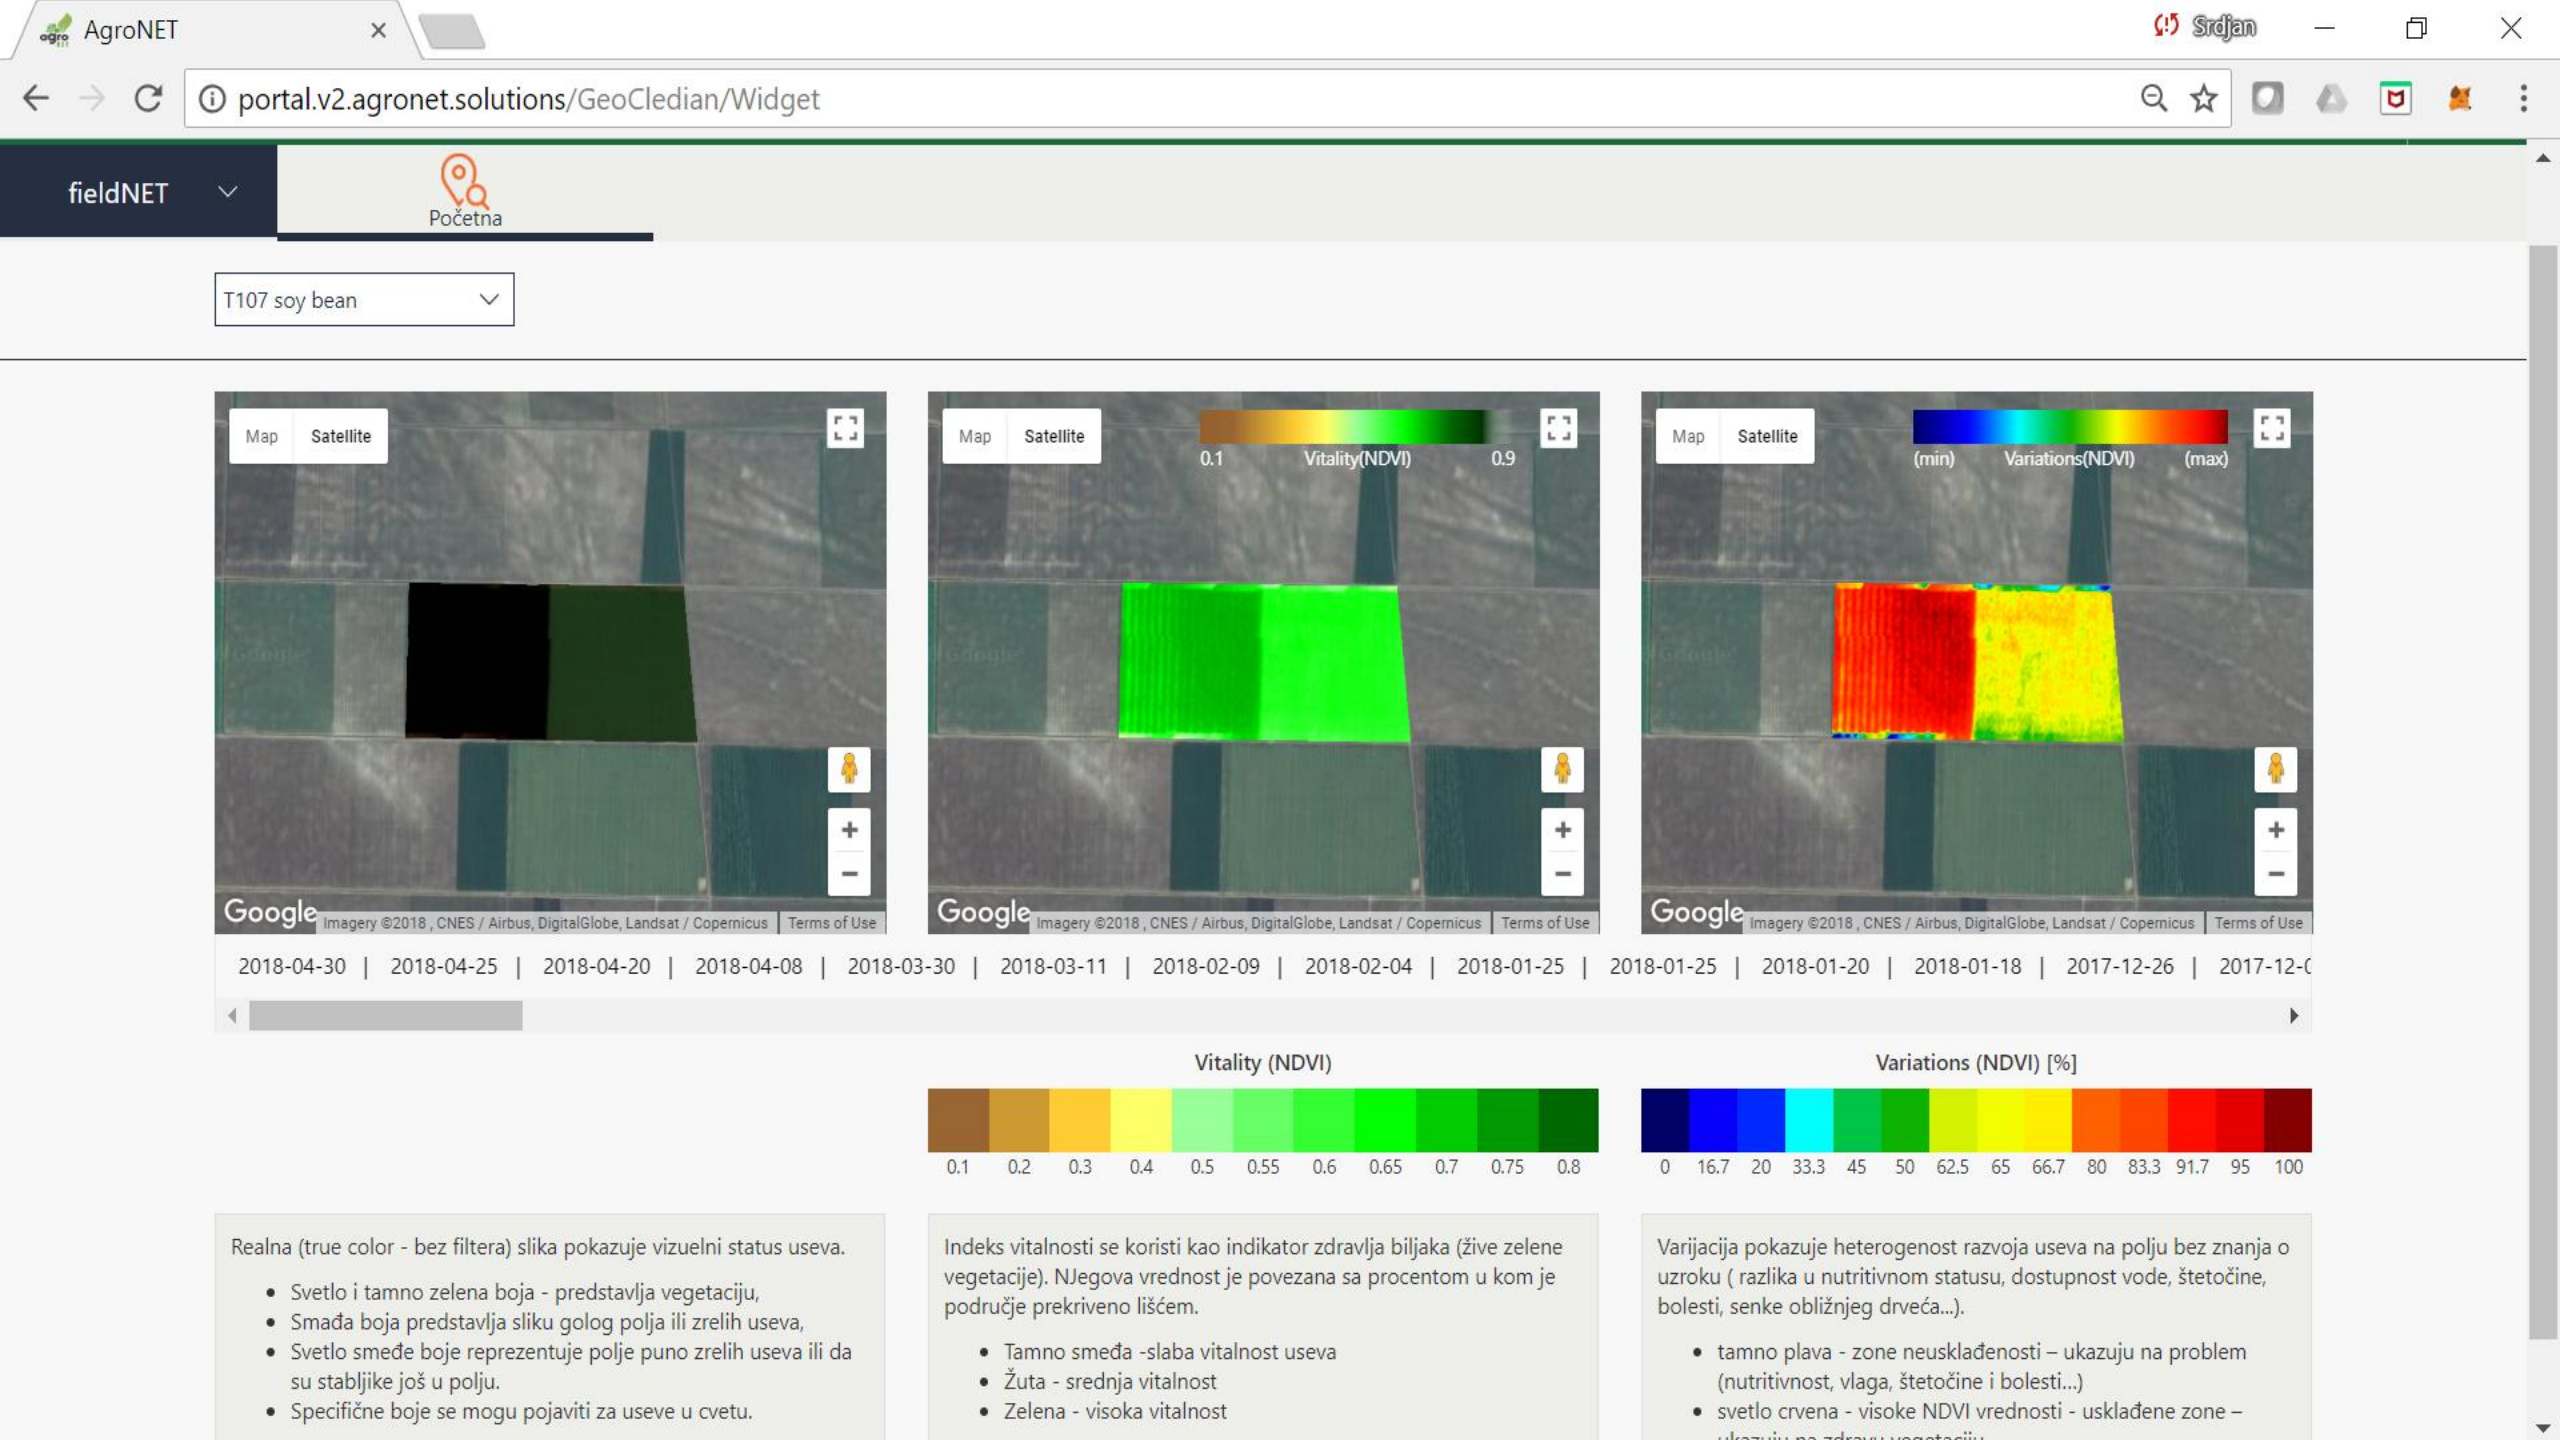 AgroNET
Srdjan
portal.v2.agronet.solutions/GeoCledian/Widget
fieldNET
Početna
T107 soy bean
Map Satellite
Map Satellite
0.1 Vitality(NDVI) 0.9
Map Satellite
(min) Variations(NDVI) (max)
Google
Google
Google
Google Imagery ©2018 , CNES / Airbus, DigitalGlobe, Landsat / Copernicus Terms of Use
Google Imagery ©2018 , CNES / Airbus, DigitalGlobe, Landsat / Copernicus Terms of Use
Google Imagery ©2018 , CNES / Airbus, DigitalGlobe, Landsat / Copernicus Terms of Use
2018-04-30 | 2018-04-25 | 2018-04-20 | 2018-04-08 | 2018-03-30 | 2018-03-11 | 2018-02-09 | 2018-02-04 | 2018-01-25 | 2018-01-25 | 2018-01-20 | 2018-01-18 | 2017-12-26 | 2017-12-0
Vitality (NDVI)
0.1 0.2 0.3 0.4 0.5 0.55 0.6 0.65 0.7 0.75 0.8
Variations (NDVI) [%]
0 16.7 20 33.3 45 50 62.5 65 66.7 80 83.3 91.7 95 100
Realna (true color - bez filtera) slika pokazuje vizuelni status useva.
• Svetlo i tamno zelena boja - predstavlja vegetaciju,
• Smađa boja predstavlja sliku golog polja ili zrelih useva,
• Svetlo smeđe boje reprezentuje polje puno zrelih useva ili da
su stabljike još u polju.
• Specifične boje se mogu pojaviti za useve u cvetu.
Indeks vitalnosti se koristi kao indikator zdravlja biljaka (žive zelene
vegetacije). NJegova vrednost je povezana sa procentom u kom je
područje prekriveno lišćem.
• Tamno smeđa -slaba vitalnost useva
• Žuta - srednja vitalnost
• Zelena - visoka vitalnost
Varijacija pokazuje heterogenost razvoja useva na polju bez znanja o
uzroku ( razlika u nutritivnom statusu, dostupnost vode, štetočine,
bolesti, senke obližnjeg drveća...).
• tamno plava - zone neusklađenosti – ukazuju na problem
(nutritivnost, vlaga, štetočine i bolesti...)
• svetlo crvena - visoke NDVI vrednosti - usklađene zone –
ukazuju na zdravu vegetaciju